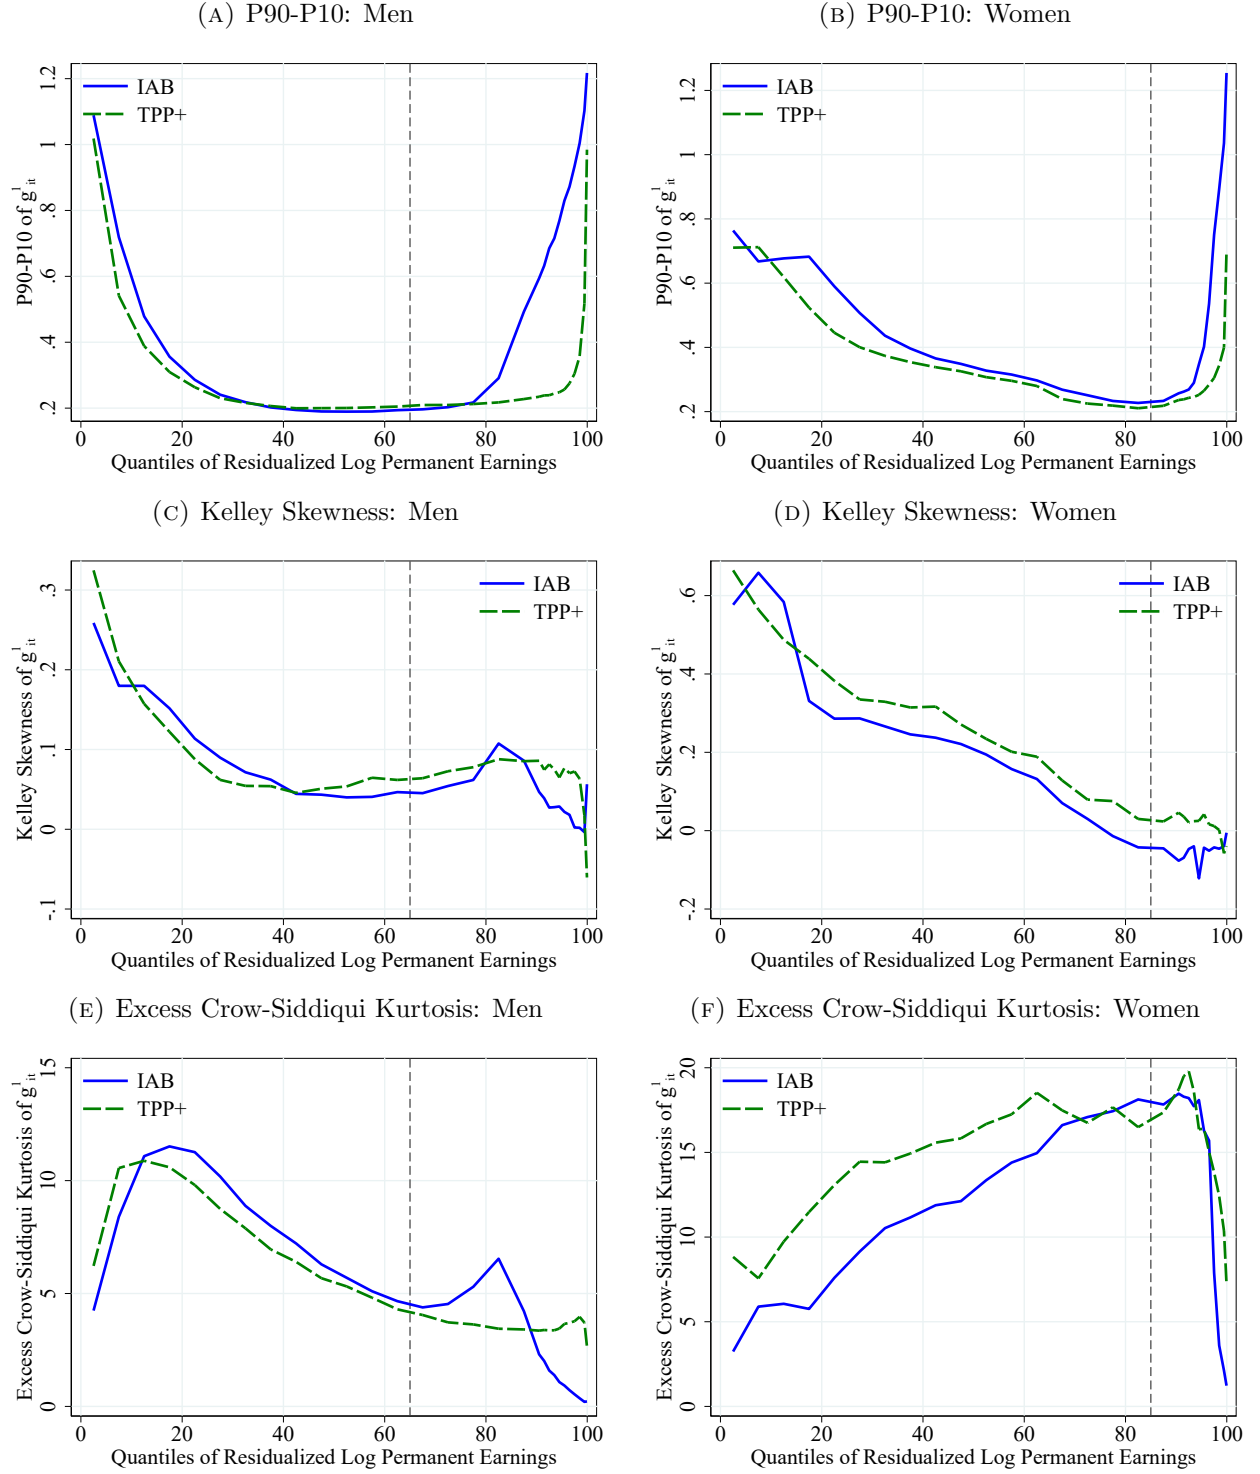 (A) P90-P10: Men
P90-P10 of g¹ᵢₜ
1.2
1
.8
.6
.4
.2
IAB
TPP+
0 20 40 60 80 100
Quantiles of Residualized Log Permanent Earnings
(B) P90-P10: Women
P90-P10 of g¹ᵢₜ
1.2
1
.8
.6
.4
.2
IAB
TPP+
0 20 40 60 80 100
Quantiles of Residualized Log Permanent Earnings
(C) Kelley Skewness: Men
Kelley Skewness of g¹ᵢₜ
.3
.2
.1
0
-.1
IAB
TPP+
0 20 40 60 80 100
Quantiles of Residualized Log Permanent Earnings
(D) Kelley Skewness: Women
Kelley Skewness of g¹ᵢₜ
.6
.4
.2
0
-.2
IAB
TPP+
0 20 40 60 80 100
Quantiles of Residualized Log Permanent Earnings
(E) Excess Crow-Siddiqui Kurtosis: Men
Excess Crow-Siddiqui Kurtosis of g¹ᵢₜ
15
10
5
0
IAB
TPP+
0 20 40 60 80 100
Quantiles of Residualized Log Permanent Earnings
(F) Excess Crow-Siddiqui Kurtosis: Women
Excess Crow-Siddiqui Kurtosis of g¹ᵢₜ
20
15
10
5
0
IAB
TPP+
0 20 40 60 80 100
Quantiles of Residualized Log Permanent Earnings